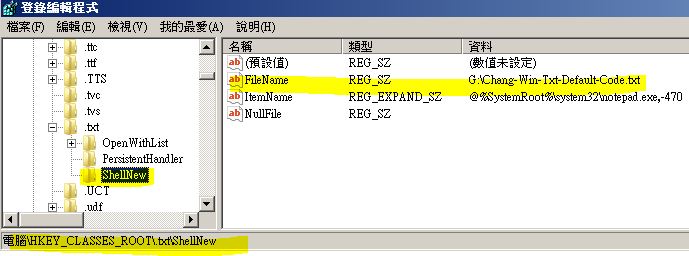 登錄編輯程式
檔案(F) 編輯(E) 檢視(V) 我的最愛(A) 說明(H)
.ttc
.ttf
.TTS
.tvc
.tvs
.txt
OpenWithList
PersistentHandler
ShellNew
.UCT
.udf
名稱 類型 資料
(預設值) REG_SZ (數值未設定)
FileName REG_SZ G:\Chang-Win-Txt-Default-Code.txt
ItemName REG_EXPAND_SZ @%SystemRoot%\system32\notepad.exe,-470
NullFile REG_SZ
電腦\HKEY_CLASSES_ROOT\.txt\ShellNew